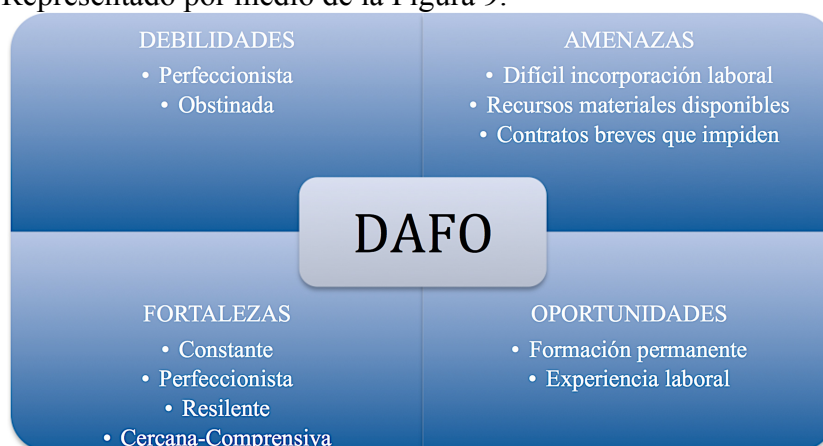 Representado por medio de la Figura 9.
DEBILIDADES
• Perfeccionista
• Obstinada
AMENAZAS
• Difícil incorporación laboral
• Recursos materiales disponibles
• Contratos breves que impiden
DAFO
FORTALEZAS
• Constante
• Perfeccionista
• Resilente
• Cercana-Comprensiva
OPORTUNIDADES
• Formación permanente
• Experiencia laboral